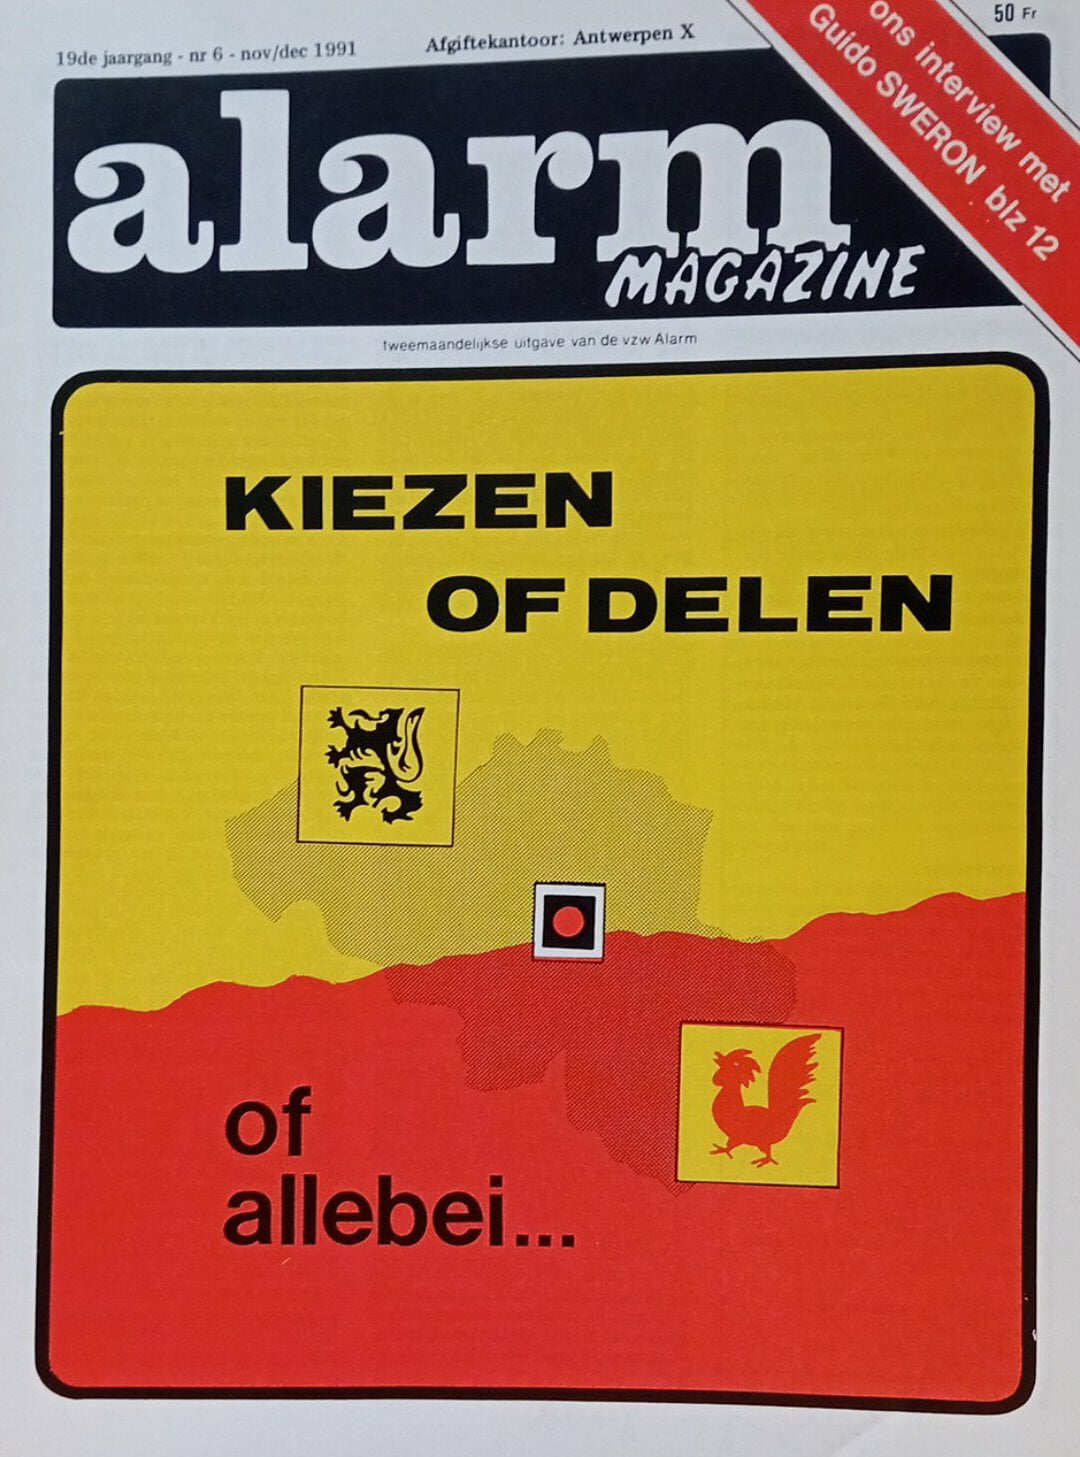 50 Fr
19de jaargang - nr 6 - nov/dec 1991
Afgiftekantoor: Antwerpen X
ons interview met
Guido SWERON blz 12
alarm
MAGAZINE
tweemaandelijkse uitgave van de vzw Alarm
KIEZEN
OF DELEN
of
allebei...